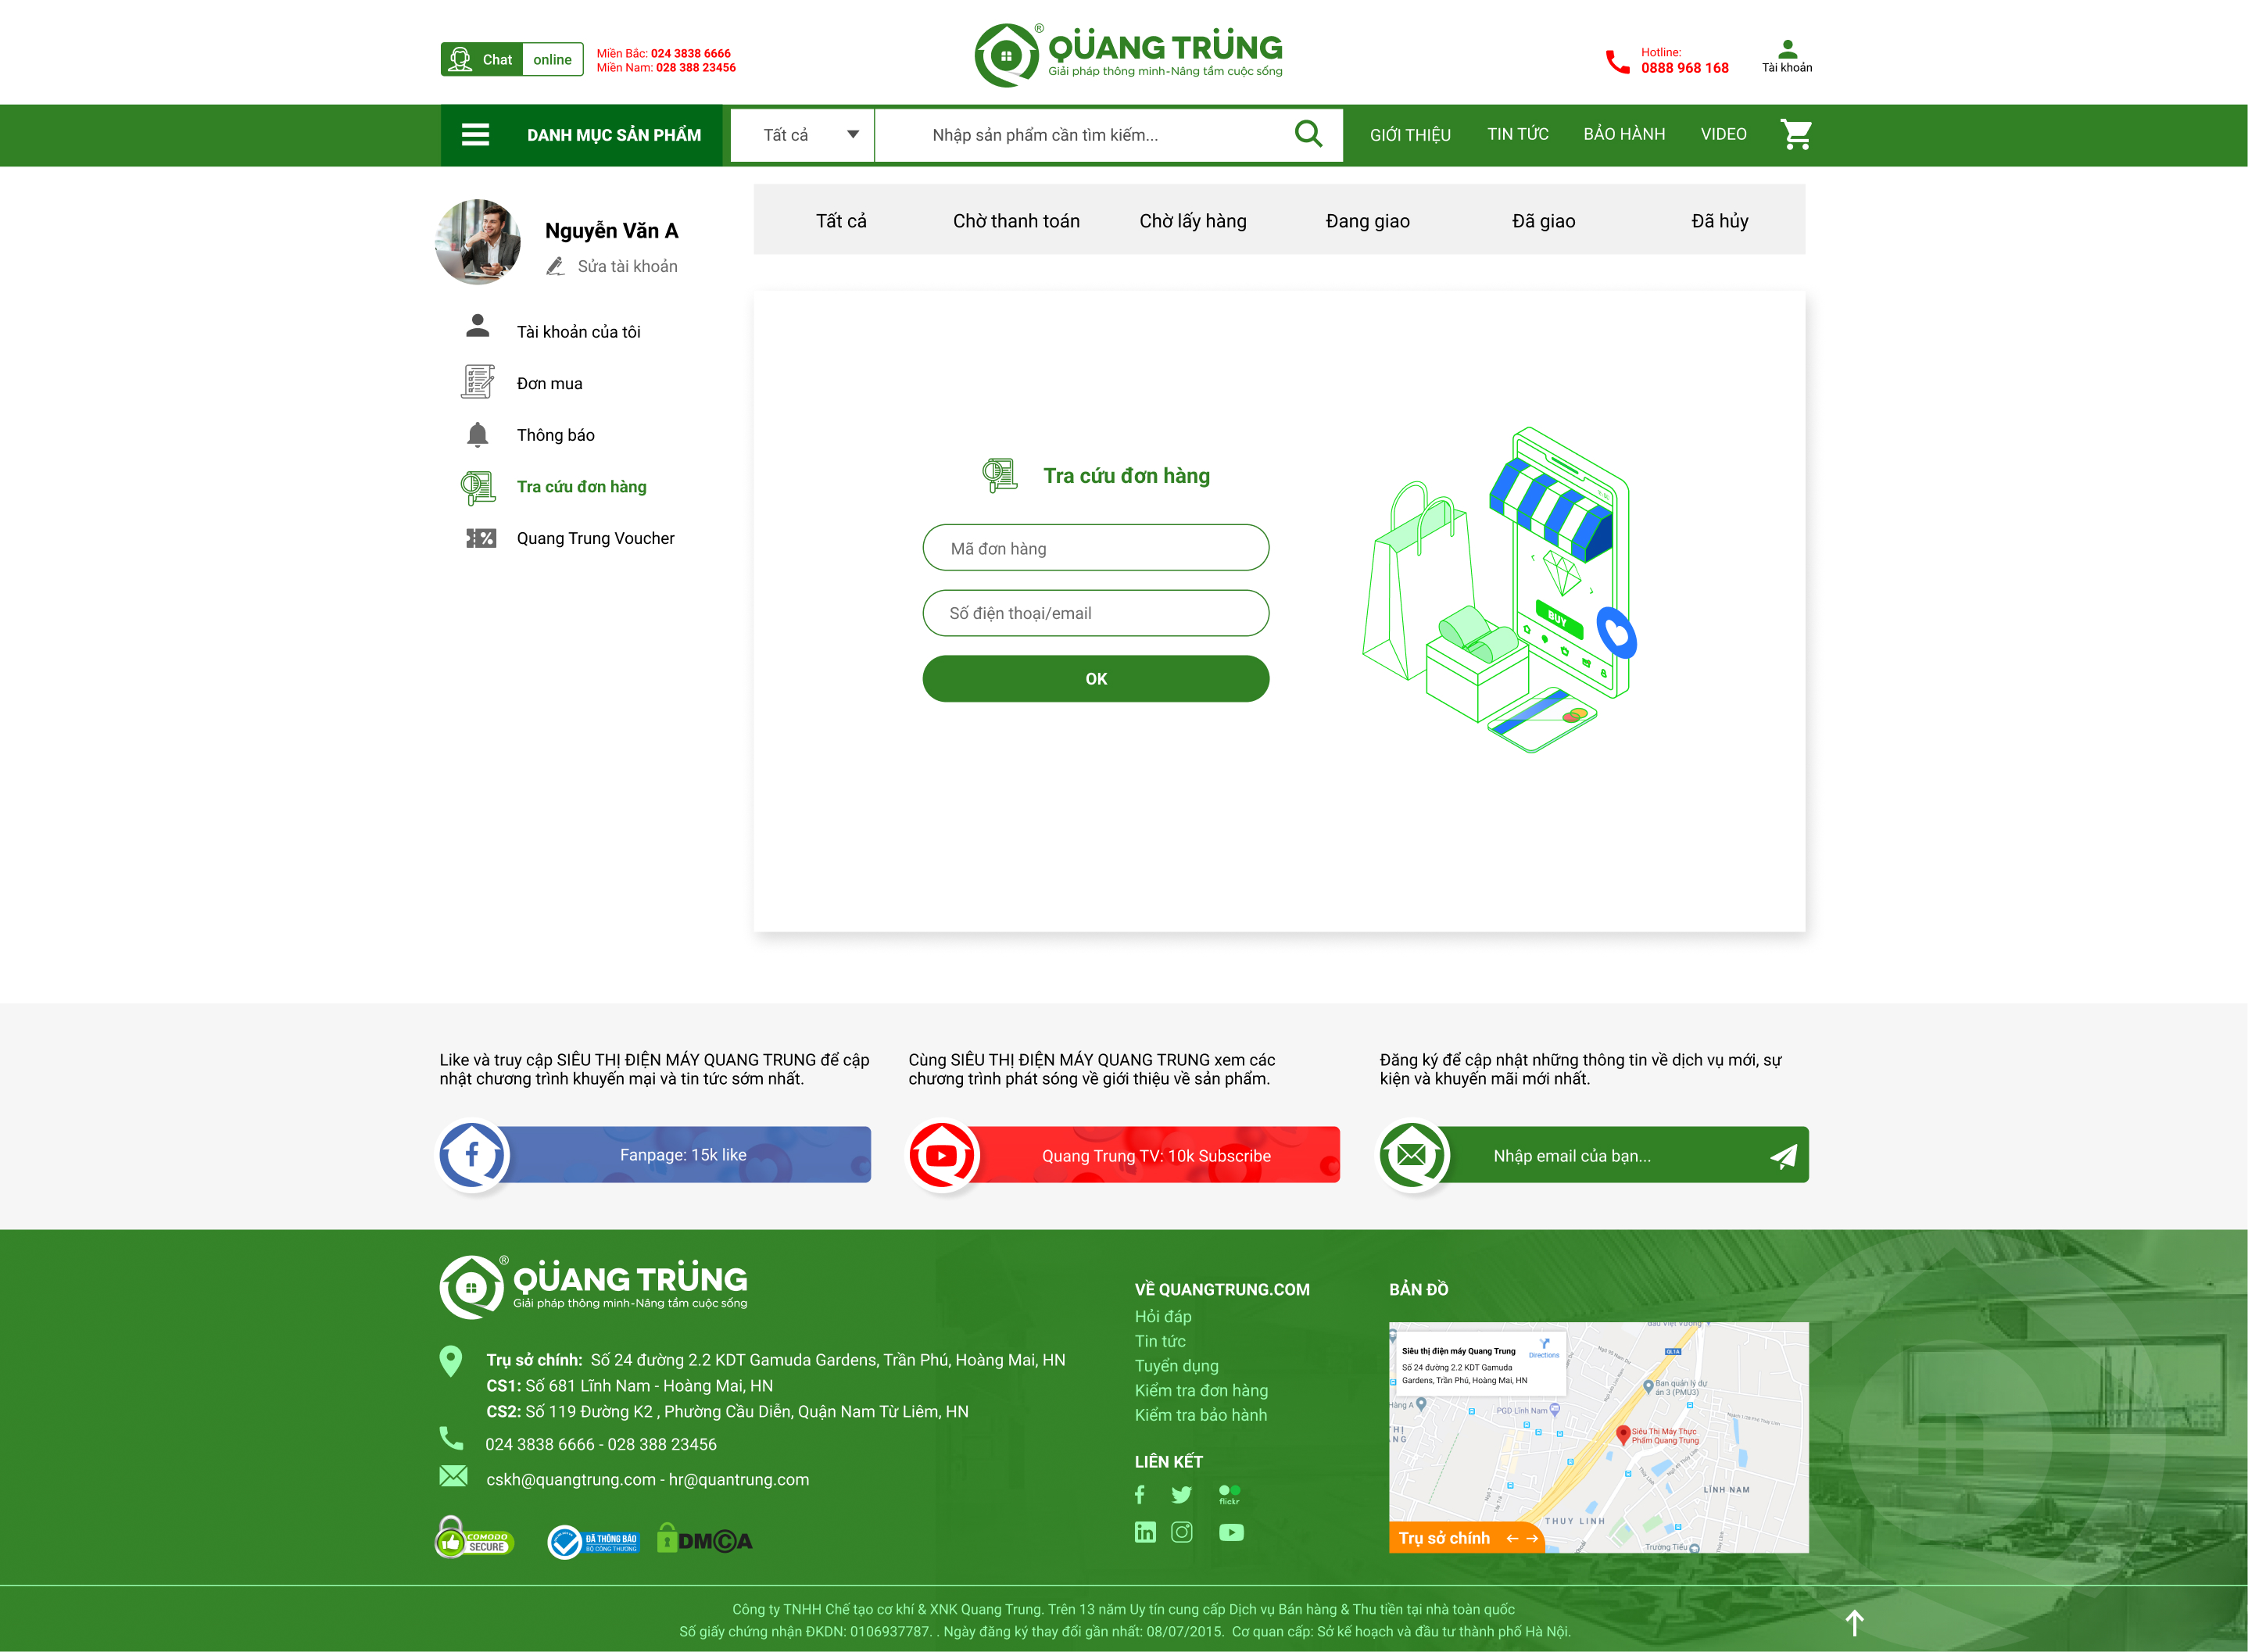 Chat
online
Miền Bắc: 024 3838 6666
Miền Nam: 028 388 23456
QÜANG TRÜNG®
Giải pháp thông minh-Nâng tầm cuộc sống
Hotline:
0888 968 168
Tài khoản
DANH MỤC SẢN PHẨM
Tất cả
Nhập sản phẩm cần tìm kiếm...
GIỚI THIỆU
TIN TỨC
BẢO HÀNH
VIDEO
Nguyễn Văn A
Sửa tài khoản
Tài khoản của tôi
Đơn mua
Thông báo
Tra cứu đơn hàng
Quang Trung Voucher
Tất cả
Chờ thanh toán
Chờ lấy hàng
Đang giao
Đã giao
Đã hủy
Tra cứu đơn hàng
Mã đơn hàng
Số điện thoại/email
OK
BUY
Like và truy cập SIÊU THỊ ĐIỆN MÁY QUANG TRUNG để cập
nhật chương trình khuyến mại và tin tức sớm nhất.
Fanpage: 15k like
Cùng SIÊU THỊ ĐIỆN MÁY QUANG TRUNG xem các
chương trình phát sóng về giới thiệu về sản phẩm.
Quang Trung TV: 10k Subscribe
Đăng ký để cập nhật những thông tin về dịch vụ mới, sự
kiện và khuyến mãi mới nhất.
Nhập email của bạn...
QÜANG TRÜNG®
Giải pháp thông minh-Nâng tầm cuộc sống
Trụ sở chính: Số 24 đường 2.2 KDT Gamuda Gardens, Trần Phú, Hoàng Mai, HN
CS1: Số 681 Lĩnh Nam - Hoàng Mai, HN
CS2: Số 119 Đường K2 , Phường Cầu Diễn, Quận Nam Từ Liêm, HN
024 3838 6666 - 028 388 23456
cskh@quangtrung.com - hr@quantrung.com
COMODO
SECURE
ĐÃ THÔNG BÁO
BỘ CÔNG THƯƠNG
DMCA
VỀ QUANGTRUNG.COM
Hỏi đáp
Tin tức
Tuyển dụng
Kiểm tra đơn hàng
Kiểm tra bảo hành
LIÊN KẾT
flickr
BẢN ĐỒ
Siêu thị điện máy Quang Trung
Số 24 đường 2.2 KDT Gamuda
Gardens, Trần Phú, Hoàng Mai, HN
Directions
QL1A
Ban quản lý dự
án 3 (PMU3)
Hàng A
PGD Lĩnh Nam
Siêu Thị Máy Thực
Phẩm Quang Trung
LĨNH NAM
THUY LINH
Trường Tiểu
Trụ sở chính
Công ty TNHH Chế tạo cơ khí & XNK Quang Trung. Trên 13 năm Uy tín cung cấp Dịch vụ Bán hàng & Thu tiền tại nhà toàn quốc
Số giấy chứng nhận ĐKDN: 0106937787. . Ngày đăng ký thay đổi gần nhất: 08/07/2015. Cơ quan cấp: Sở kế hoạch và đầu tư thành phố Hà Nội.